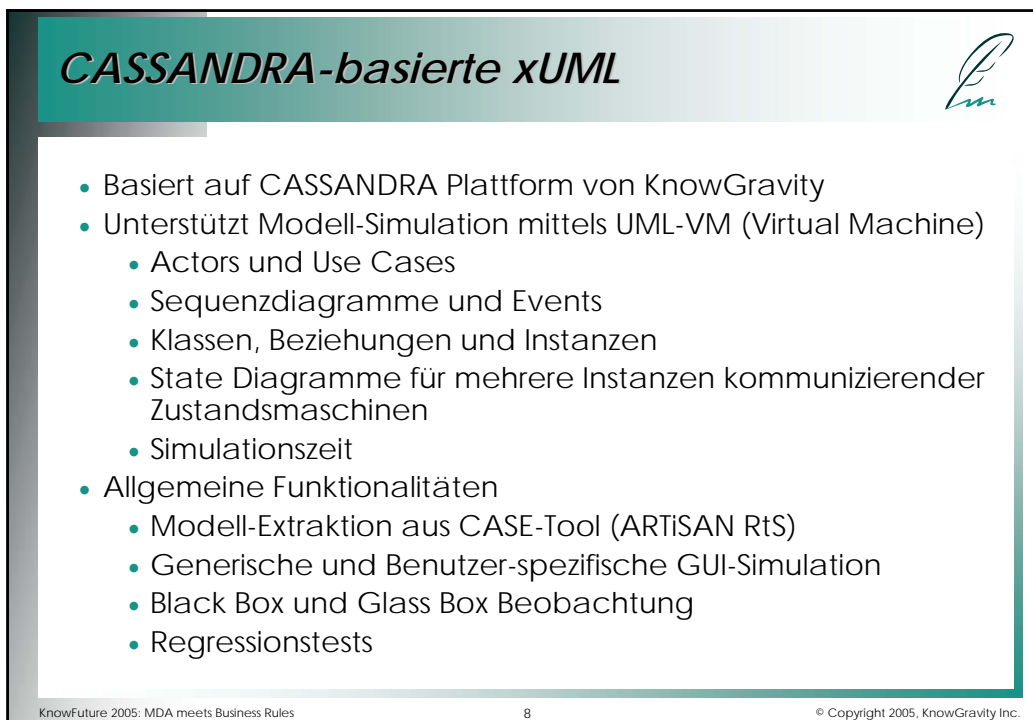 CASSANDRA-basierte xUML
• Basiert auf CASSANDRA Plattform von KnowGravity
• Unterstützt Modell-Simulation mittels UML-VM (Virtual Machine)
• Actors und Use Cases
• Sequenzdiagramme und Events
• Klassen, Beziehungen und Instanzen
• State Diagramme für mehrere Instanzen kommunizierender
Zustandsmaschinen
• Simulationszeit
• Allgemeine Funktionalitäten
• Modell-Extraktion aus CASE-Tool (ARTiSAN RtS)
• Generische und Benutzer-spezifische GUI-Simulation
• Black Box und Glass Box Beobachtung
• Regressionstests
KnowFuture 2005: MDA meets Business Rules 8 © Copyright 2005, KnowGravity Inc.